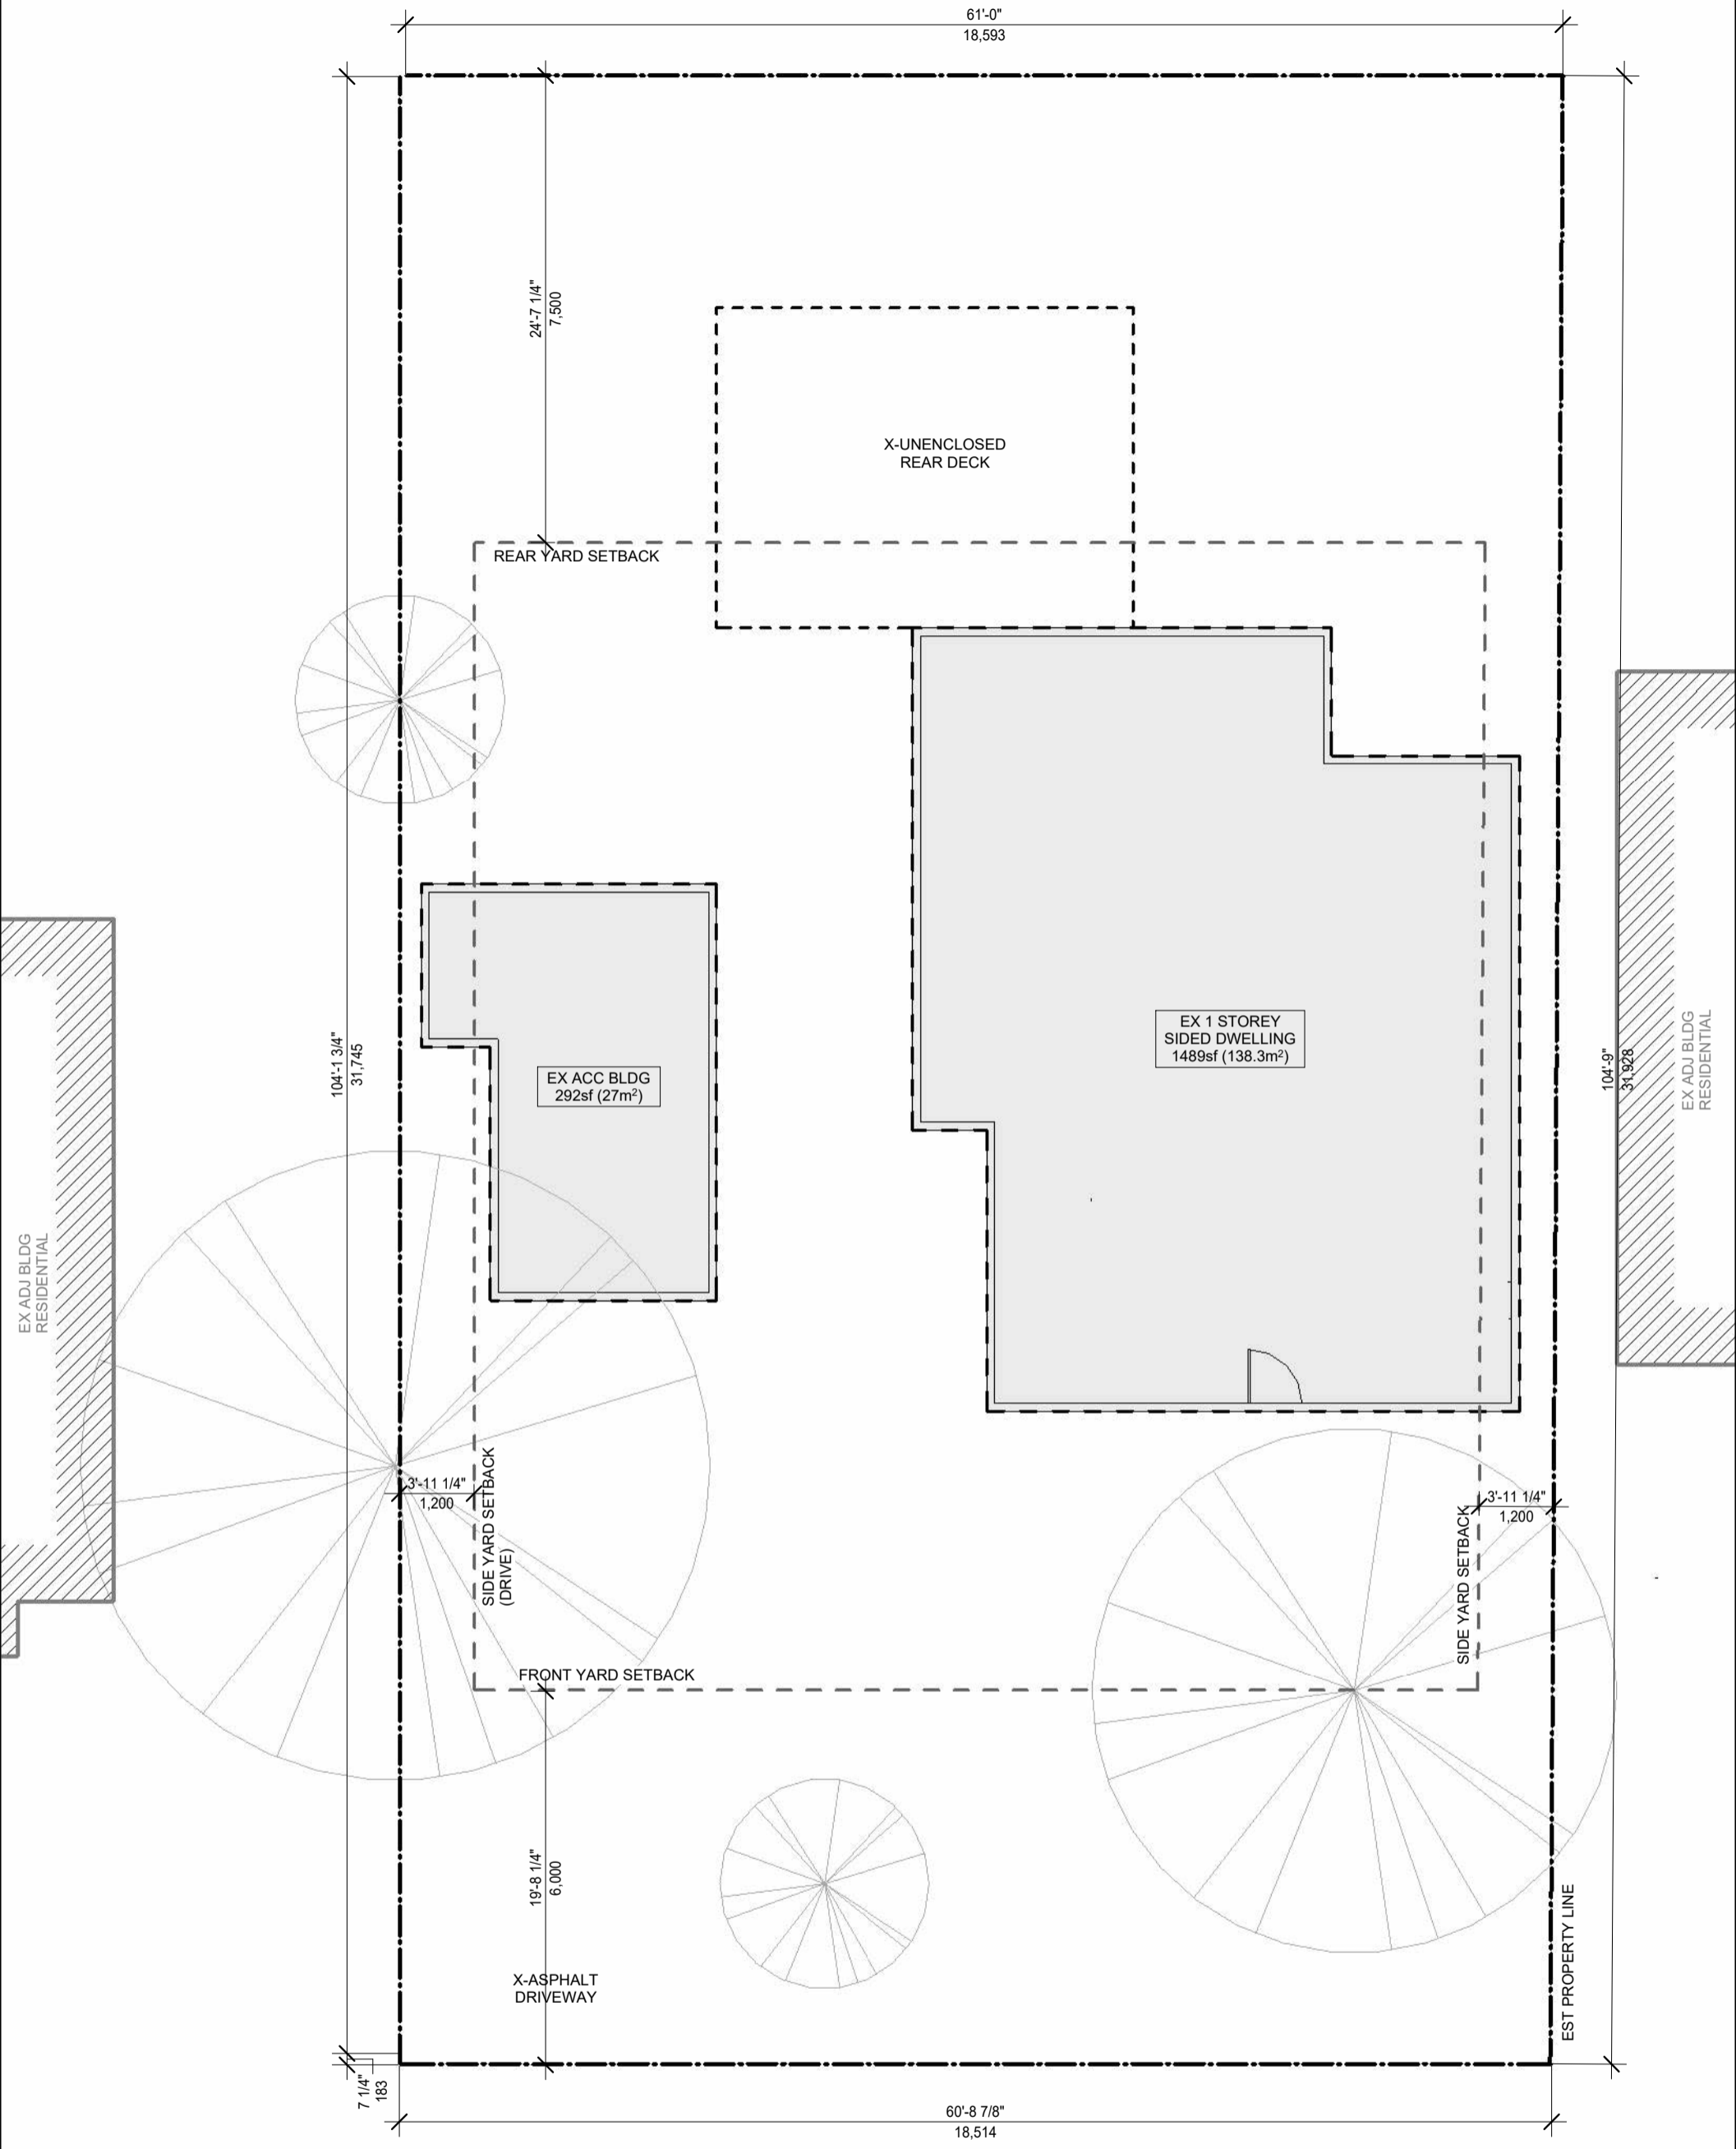 61'-0"
18,593
24'-7 1/4"
7,500
X-UNENCLOSED
REAR DECK
REAR YARD SETBACK
104'-1 3/4"
31,745
EX ACC BLDG
292sf (27m²)
EX 1 STOREY
SIDED DWELLING
1489sf (138.3m²)
104'-9"
31,928
EX ADJ BLDG
RESIDENTIAL
EX ADJ BLDG
RESIDENTIAL
3'-11 1/4"
1,200
SIDE YARD SETBACK
(DRIVE)
3'-11 1/4"
1,200
SIDE YARD SETBACK
FRONT YARD SETBACK
19'-8 1/4"
6,000
X-ASPHALT
DRIVEWAY
EST PROPERTY LINE
7 1/4"
183
60'-8 7/8"
18,514